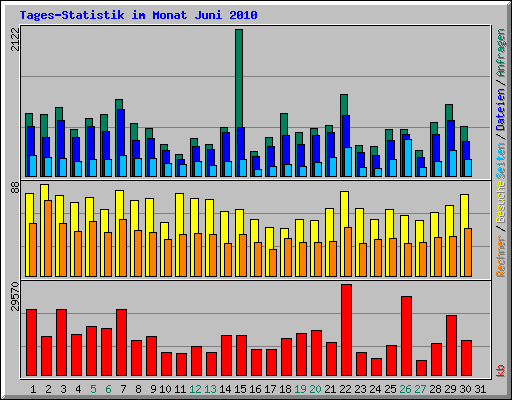 Tages-Statistik im Monat Juni 2010
2122
Rechner / Besuche Seiten / Dateien / Anfragen
88
29570
kb
1 2 3 4 5 6 7 8 9 10 11 12 13 14 15 16 17 18 19 20 21 22 23 24 25 26 27 28 29 30 31